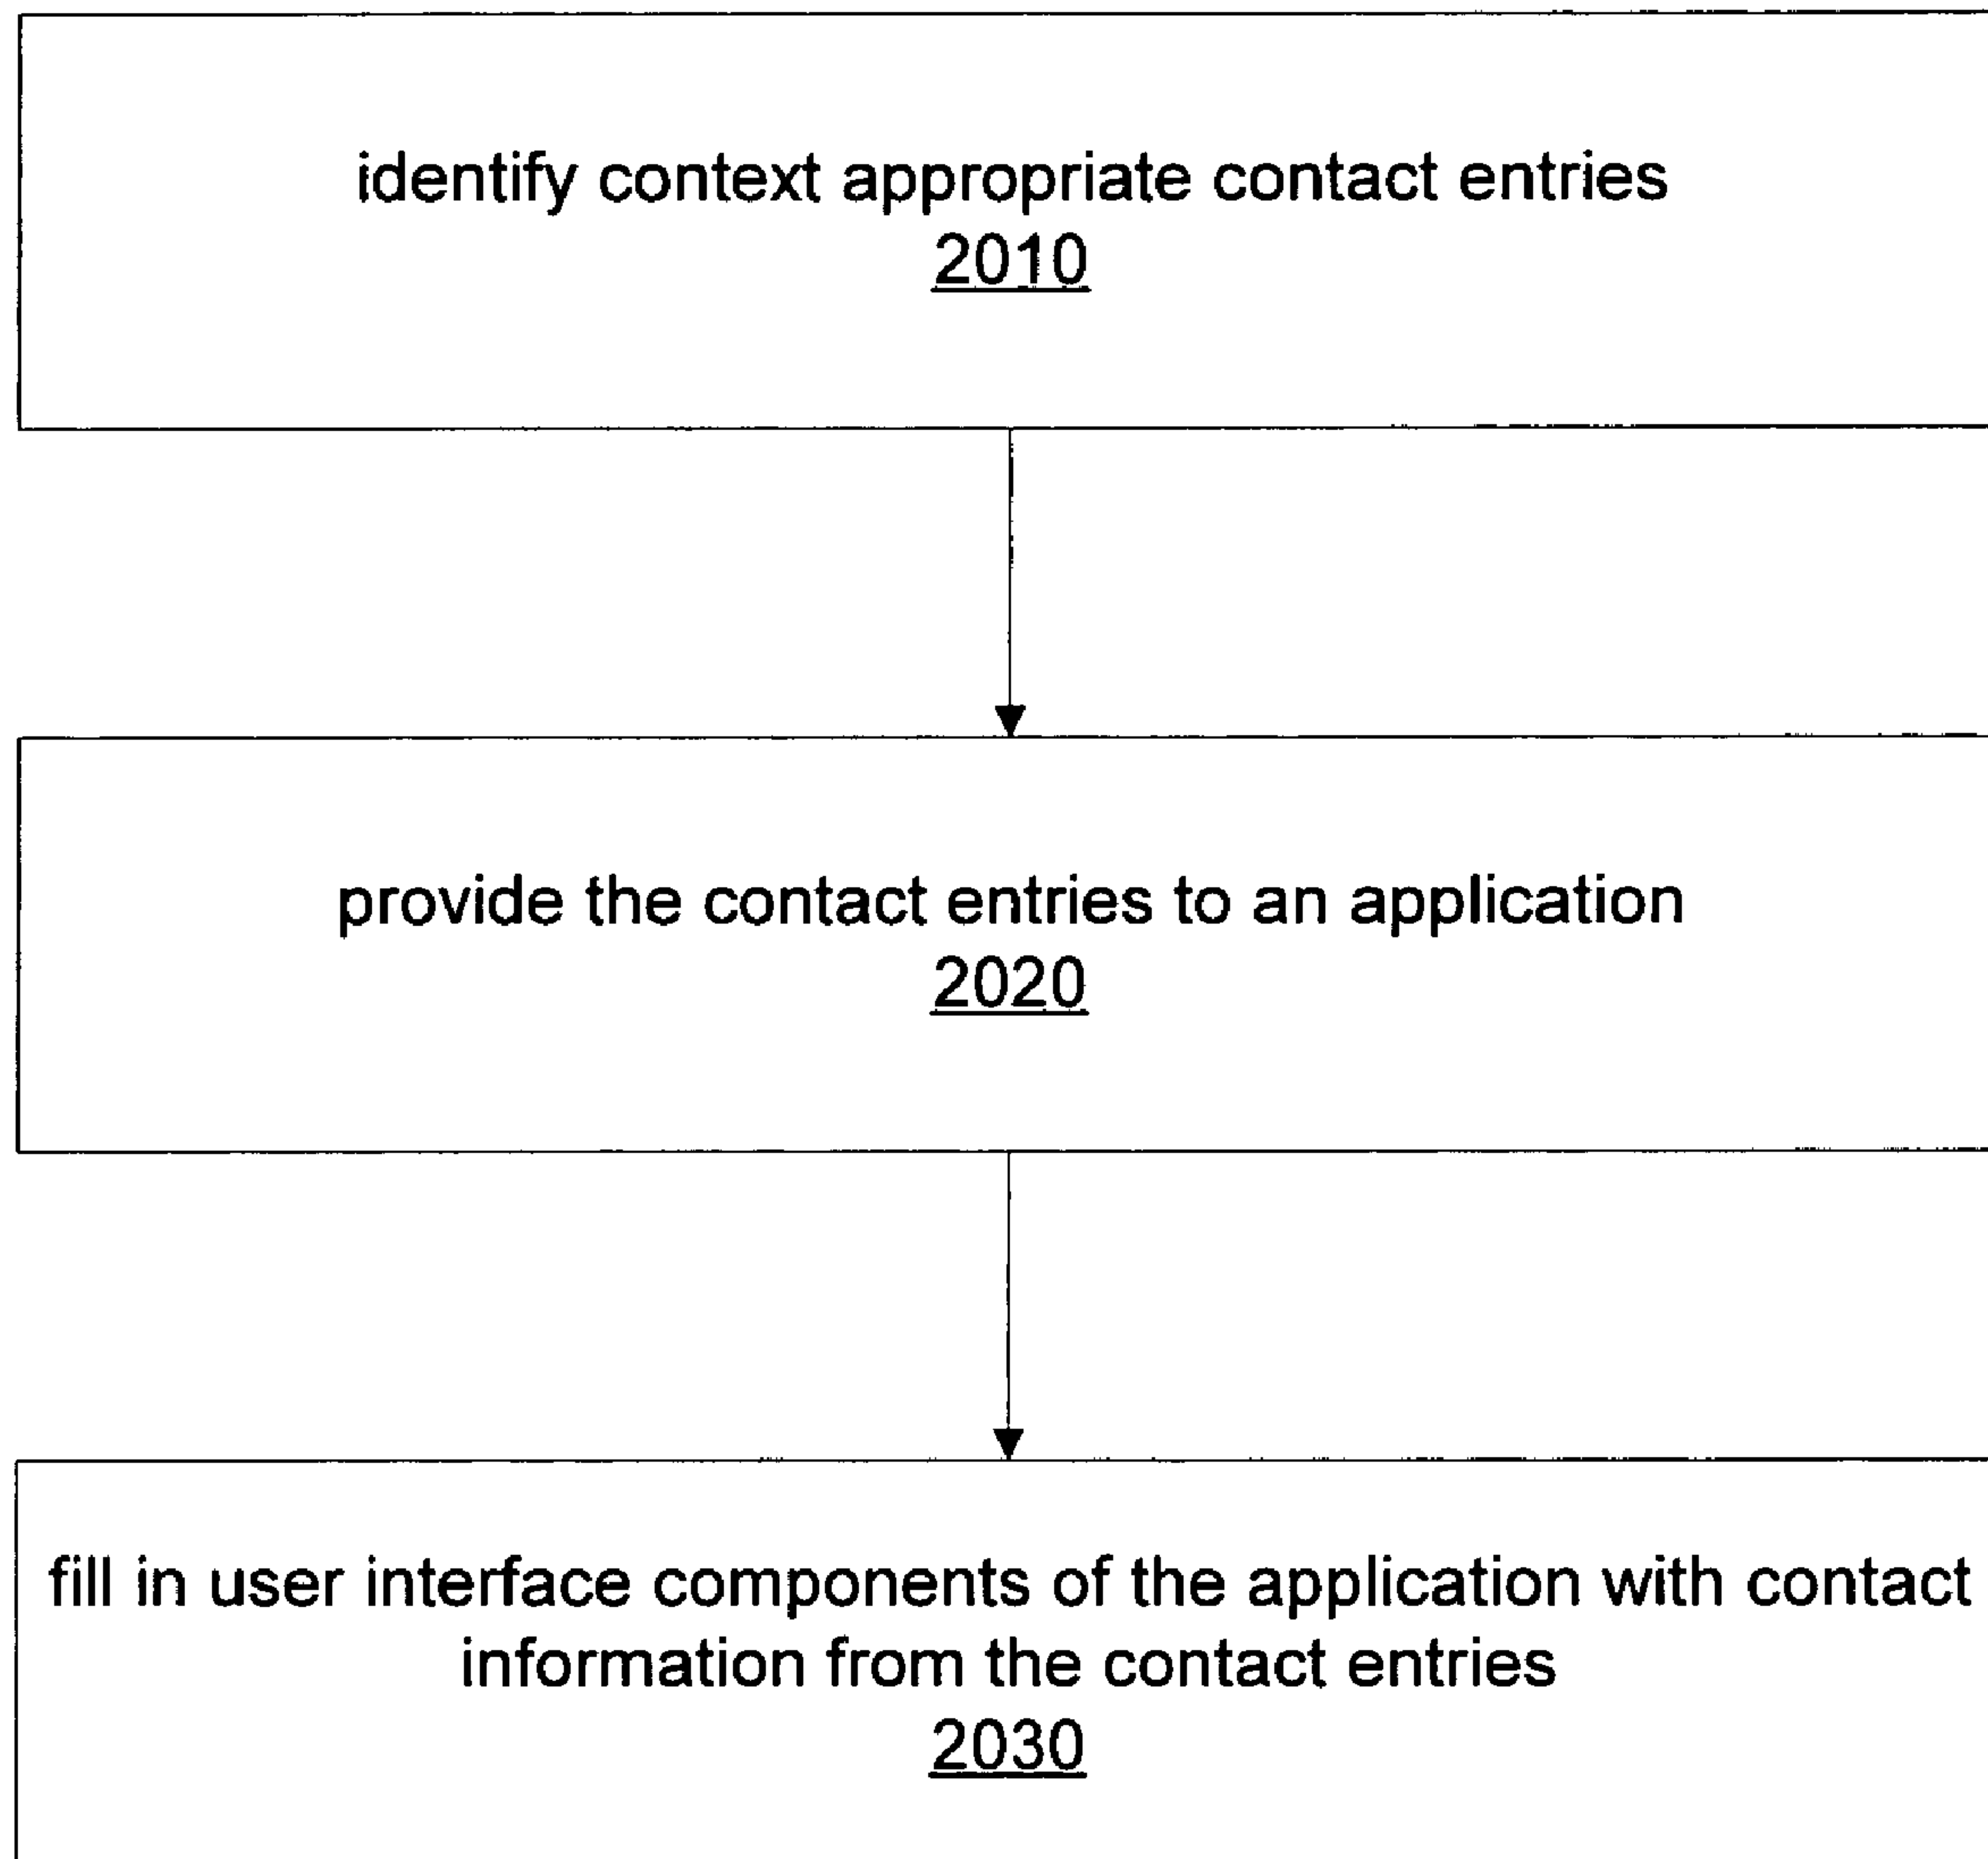 identify context appropriate contact entries
2010
provide the contact entries to an application
2020
fill in user interface components of the application with contact
information from the contact entries
2030